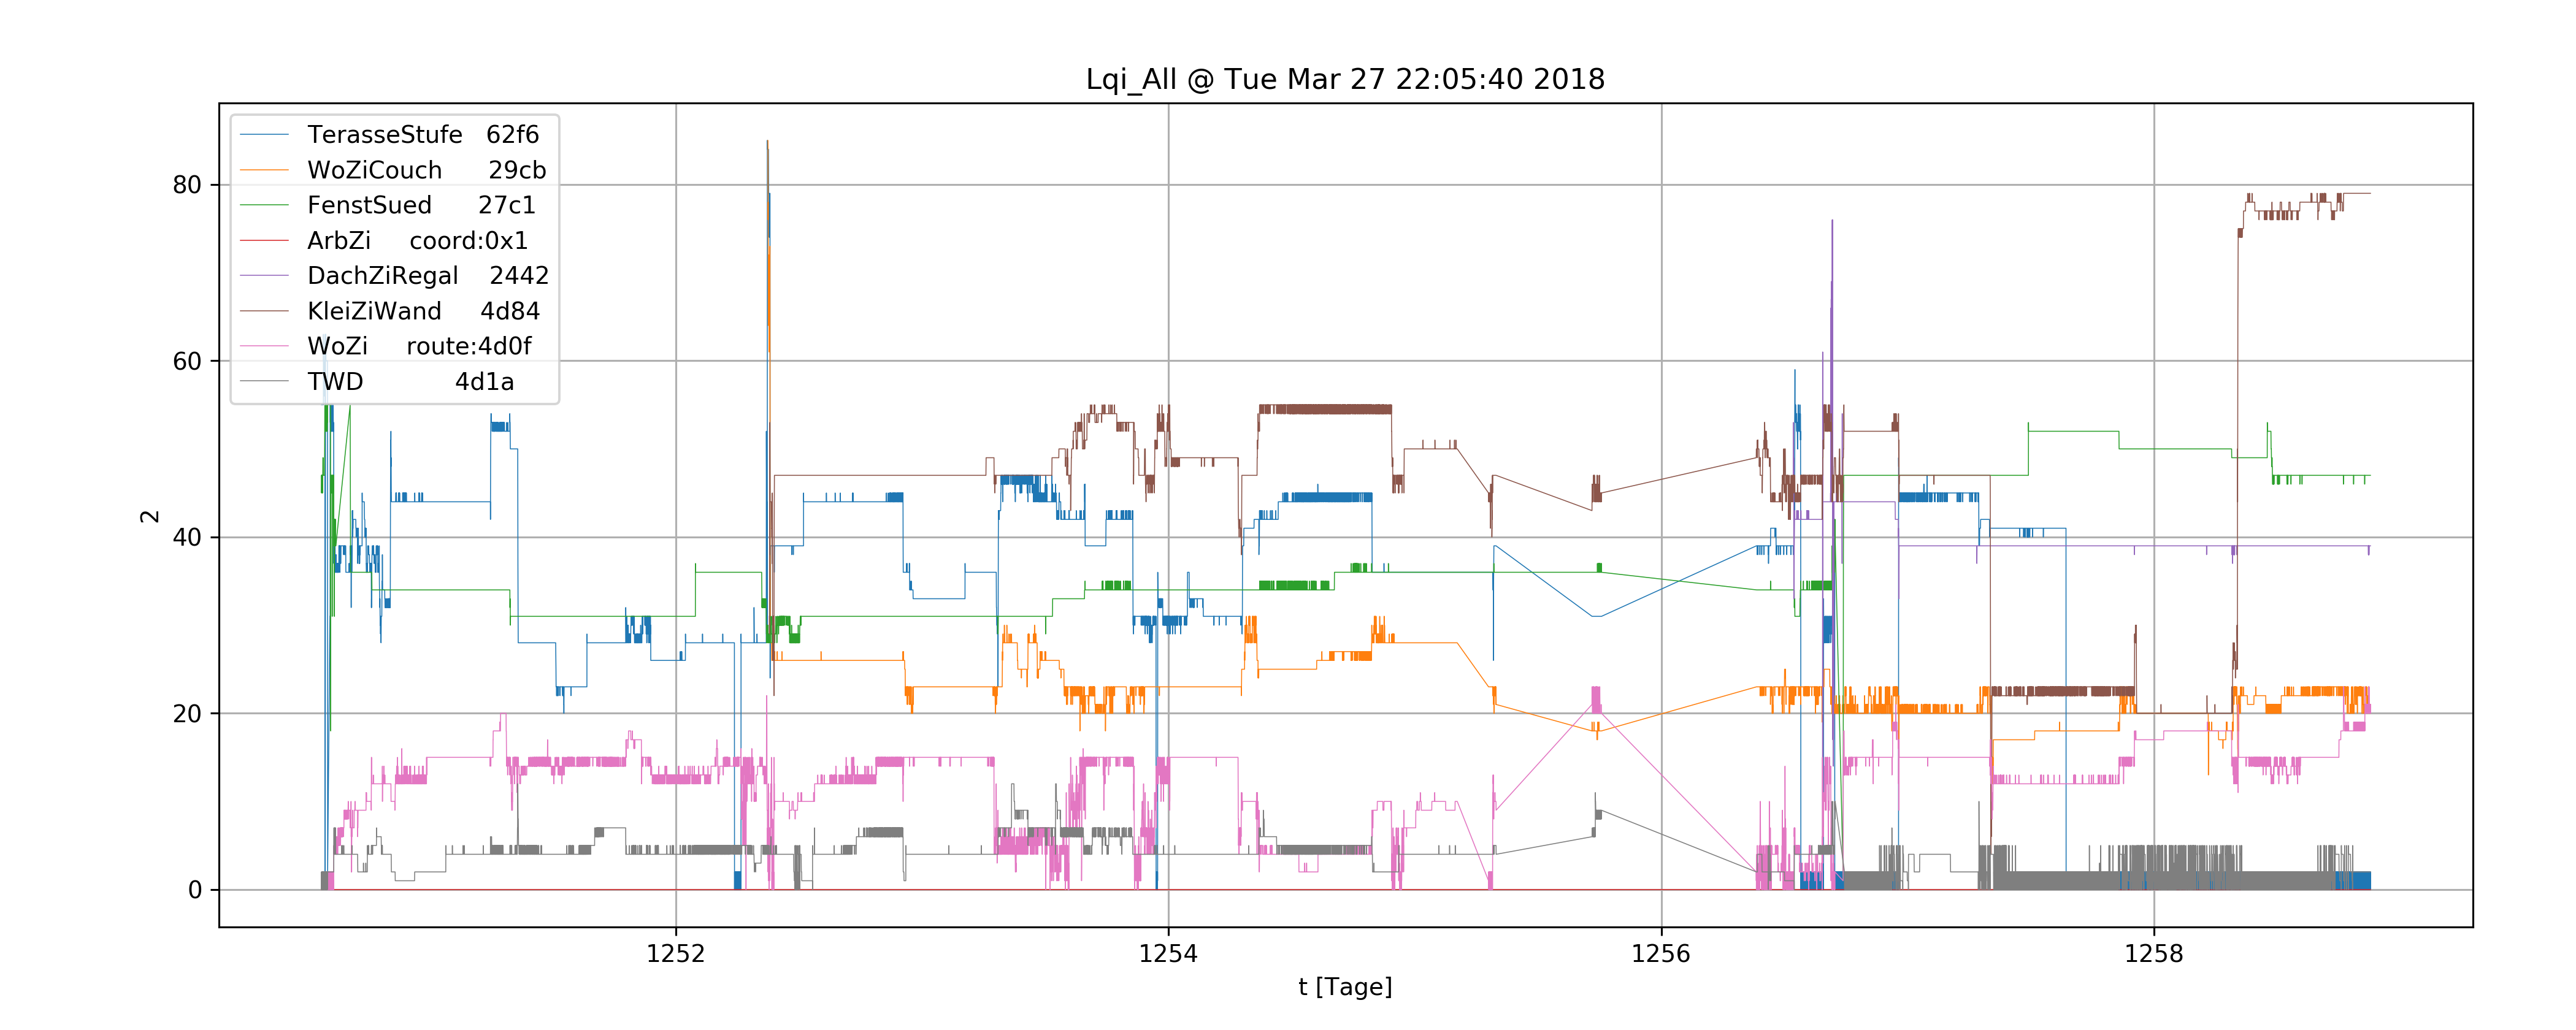 Lqi_All @ Tue Mar 27 22:05:40 2018
TerasseStufe 62f6
WoZiCouch 29cb
FenstSued 27c1
ArbZi coord:0x1
DachZiRegal 2442
KleiZiWand 4d84
WoZi route:4d0f
TWD 4d1a
80
60
40
20
0
2
1252 1254 1256 1258
t [Tage]